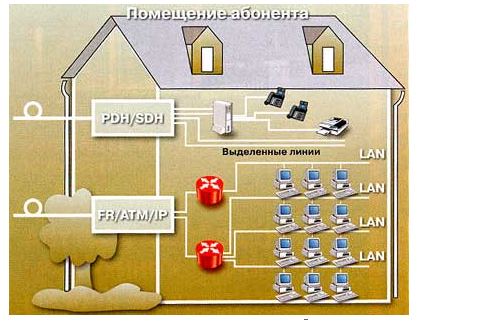 Помещение абонента
PDH/SDH
Выделенные линии
LAN
LAN
FR/ATM/IP
LAN
LAN